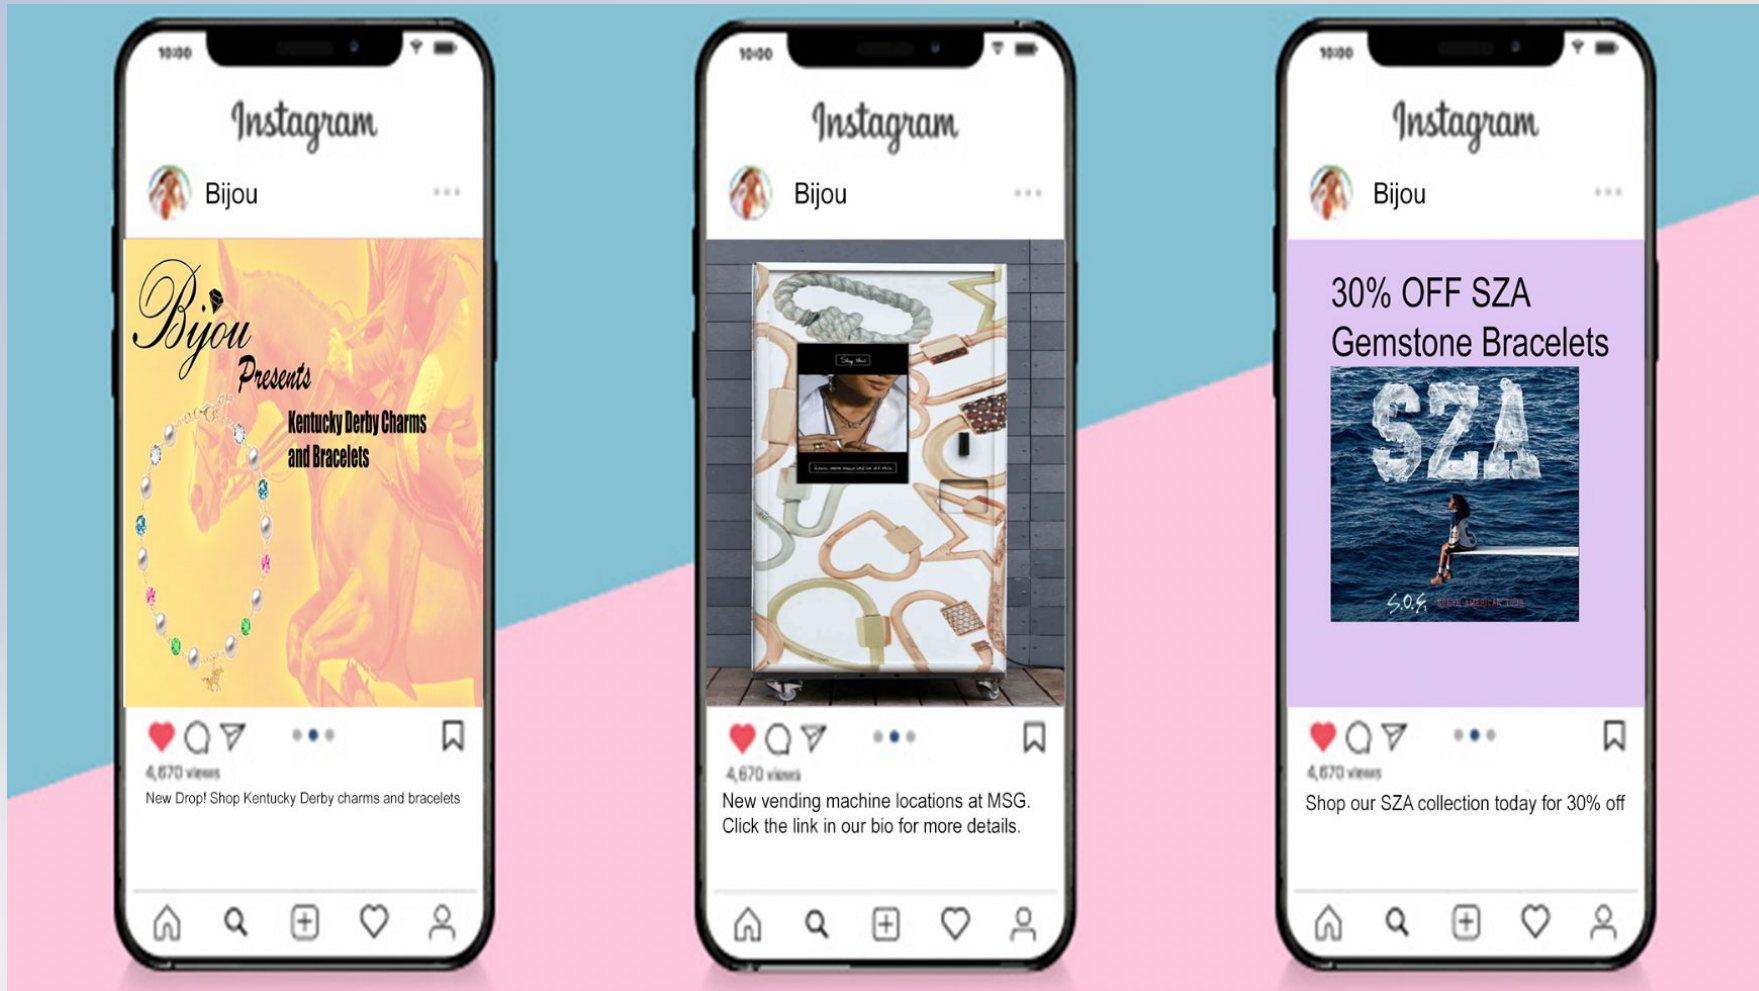 10:00
Instagram
Bijou
Bijou
Presents
Kentucky Derby Charms
and Bracelets
4,670 views
New Drop! Shop Kentucky Derby charms and bracelets
10:00
Instagram
Bijou
4,670 views
New vending machine locations at MSG.
Click the link in our bio for more details.
10:00
Instagram
Bijou
30% OFF SZA
Gemstone Bracelets
SZA
S.O.S NORTH AMERICAN TOUR
4,670 views
Shop our SZA collection today for 30% off